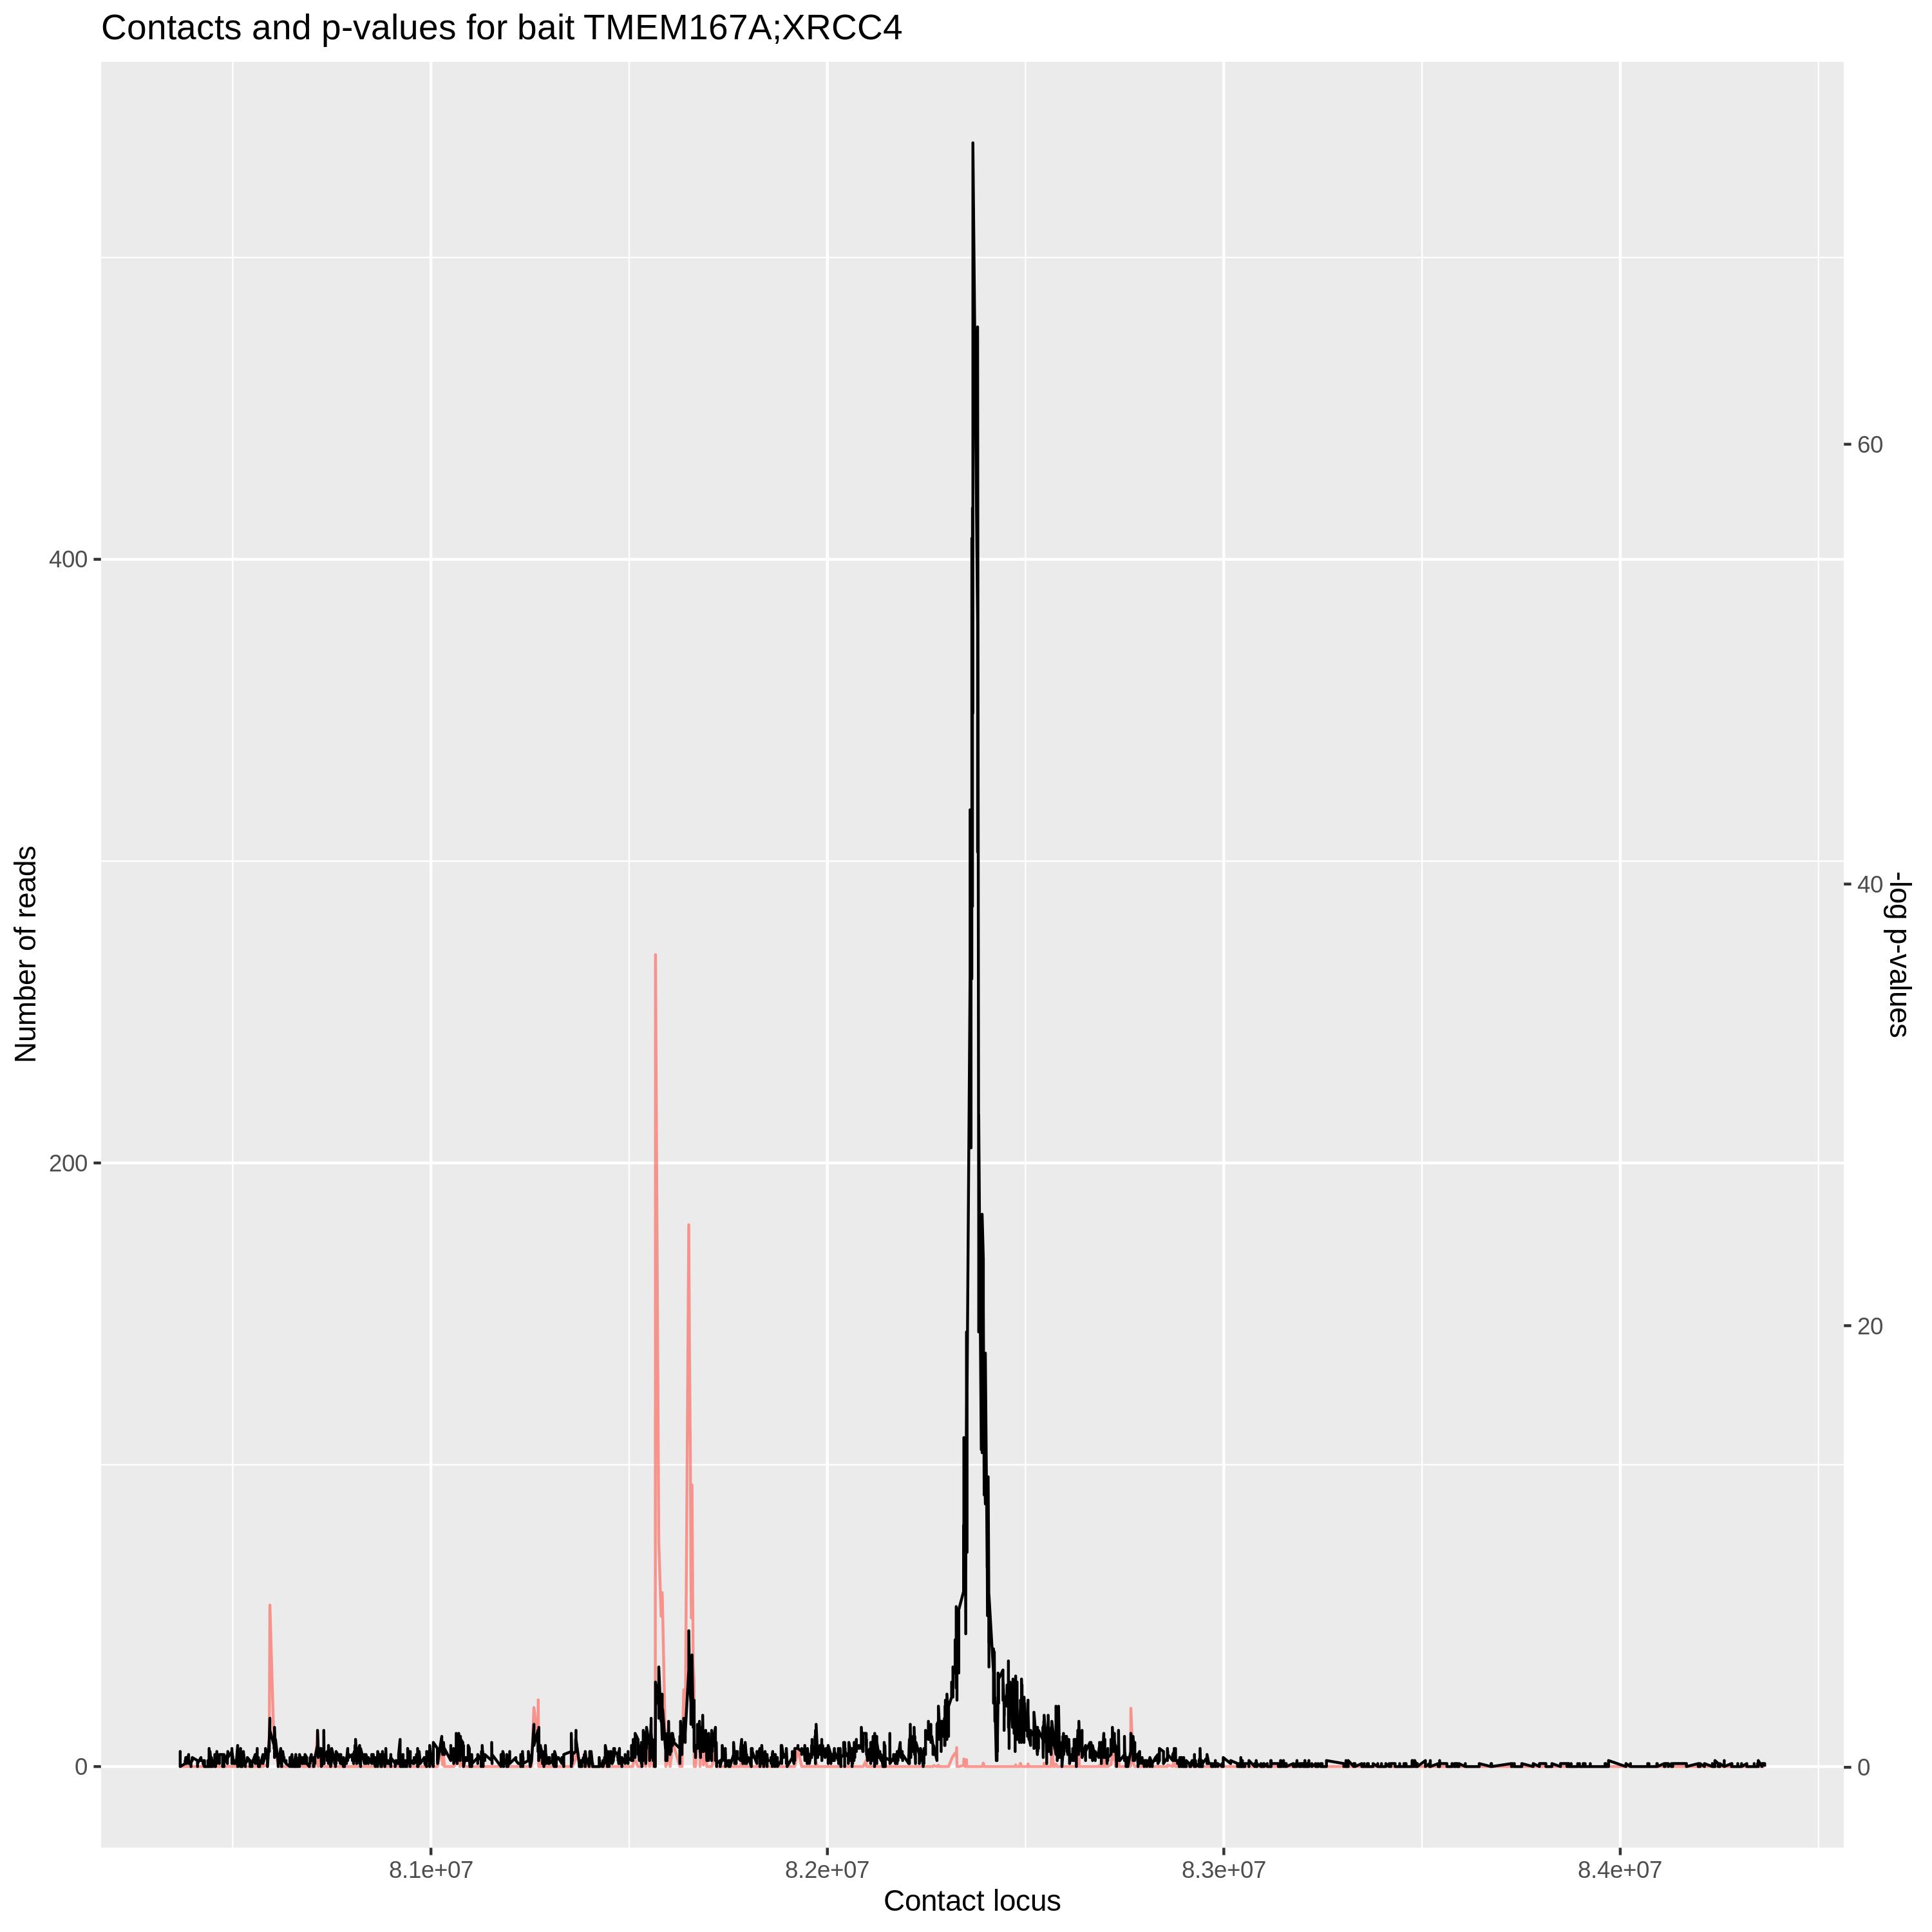 Contacts and p-values for bait TMEM167A;XRCC4
Number of reads
400
200
0
60
40
20
0
-log p-values
8.1e+07 8.2e+07 8.3e+07 8.4e+07
Contact locus